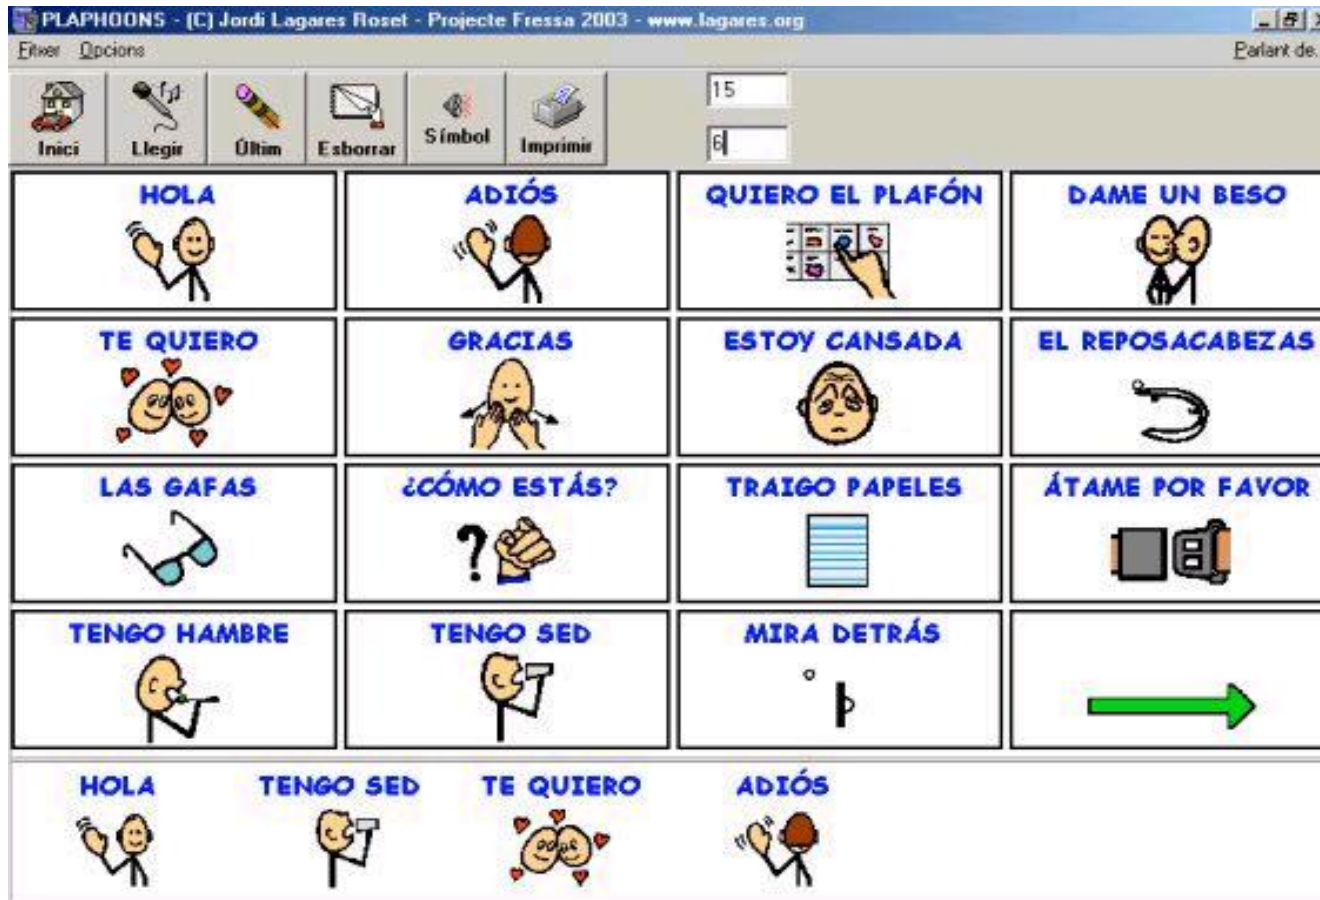 PLAPHOONS - (C) Jordi Lagares Roset - Projecte Fressa 2003 - www.lagares.org
Fitxer Opcions Parlant de.
Inici Llegir Últim Esborrar Símbol Imprimir
15
6
HOLA ADIÓS QUIERO EL PLAFÓN DAME UN BESO
TE QUIERO GRACIAS ESTOY CANSADA EL REPOSACABEZAS
LAS GAFAS ¿CÓMO ESTÁS? TRAIGO PAPELES ÁTAME POR FAVOR
TENGO HAMBRE TENGO SED MIRA DETRÁS
HOLA TENGO SED TE QUIERO ADIÓS